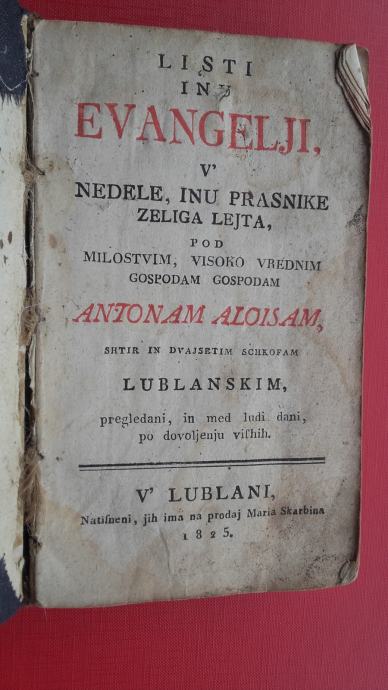 LISTI
INU
EVANGELJI,
V'
NEDELE, INU PRASNIKE
ZELIGA LEJTA,
POD
MILOSTVIM, VISOKO VREDNIM
GOSPODAM GOSPODAM
ANTONAM ALOISAM,
SHTIR IN DVAJSETIM SCHKOFAM
LUBLANSKIM,
pregledani, in med ludi dani,
po dovoljenju viſhih.
V' LUBLANI,
Natiſneni, jih ima na prodaj Maria Skarbina
1825.